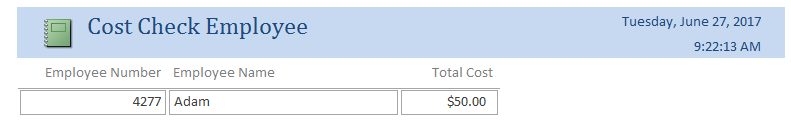 Cost Check Employee
Tuesday, June 27, 2017
9:22:13 AM
Employee Number Employee Name Total Cost
4277 Adam $50.00